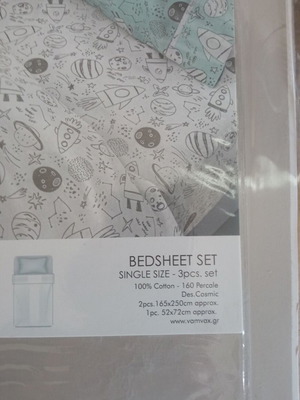 BEDSHEET SET
SINGLE SIZE - 3pcs. set
100% Cotton - 160 Percale
Des.Cosmic
2pcs.165x250cm approx.
1pc. 52x72cm approx.
www.vamvax.gr